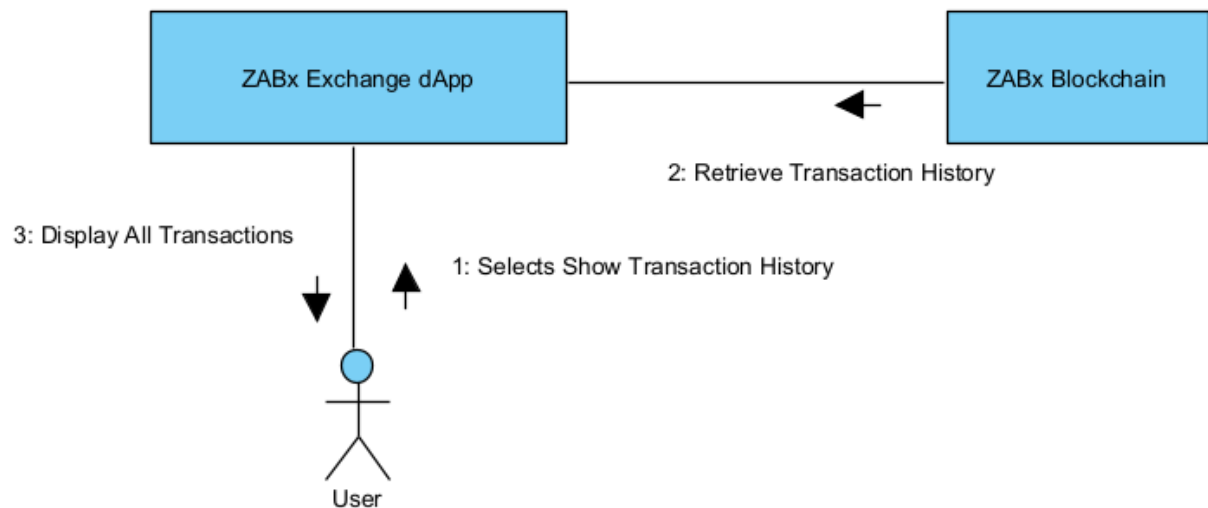 ZABx Exchange dApp
ZABx Blockchain
2: Retrieve Transaction History
3: Display All Transactions
1: Selects Show Transaction History
User